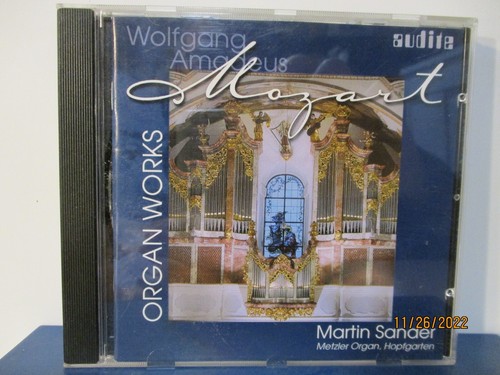 Wolfgang
Amadeus
Mozart
audite
ORGAN WORKS
Martin Sander
Metzler Organ, Hopfgarten
11/26/2022